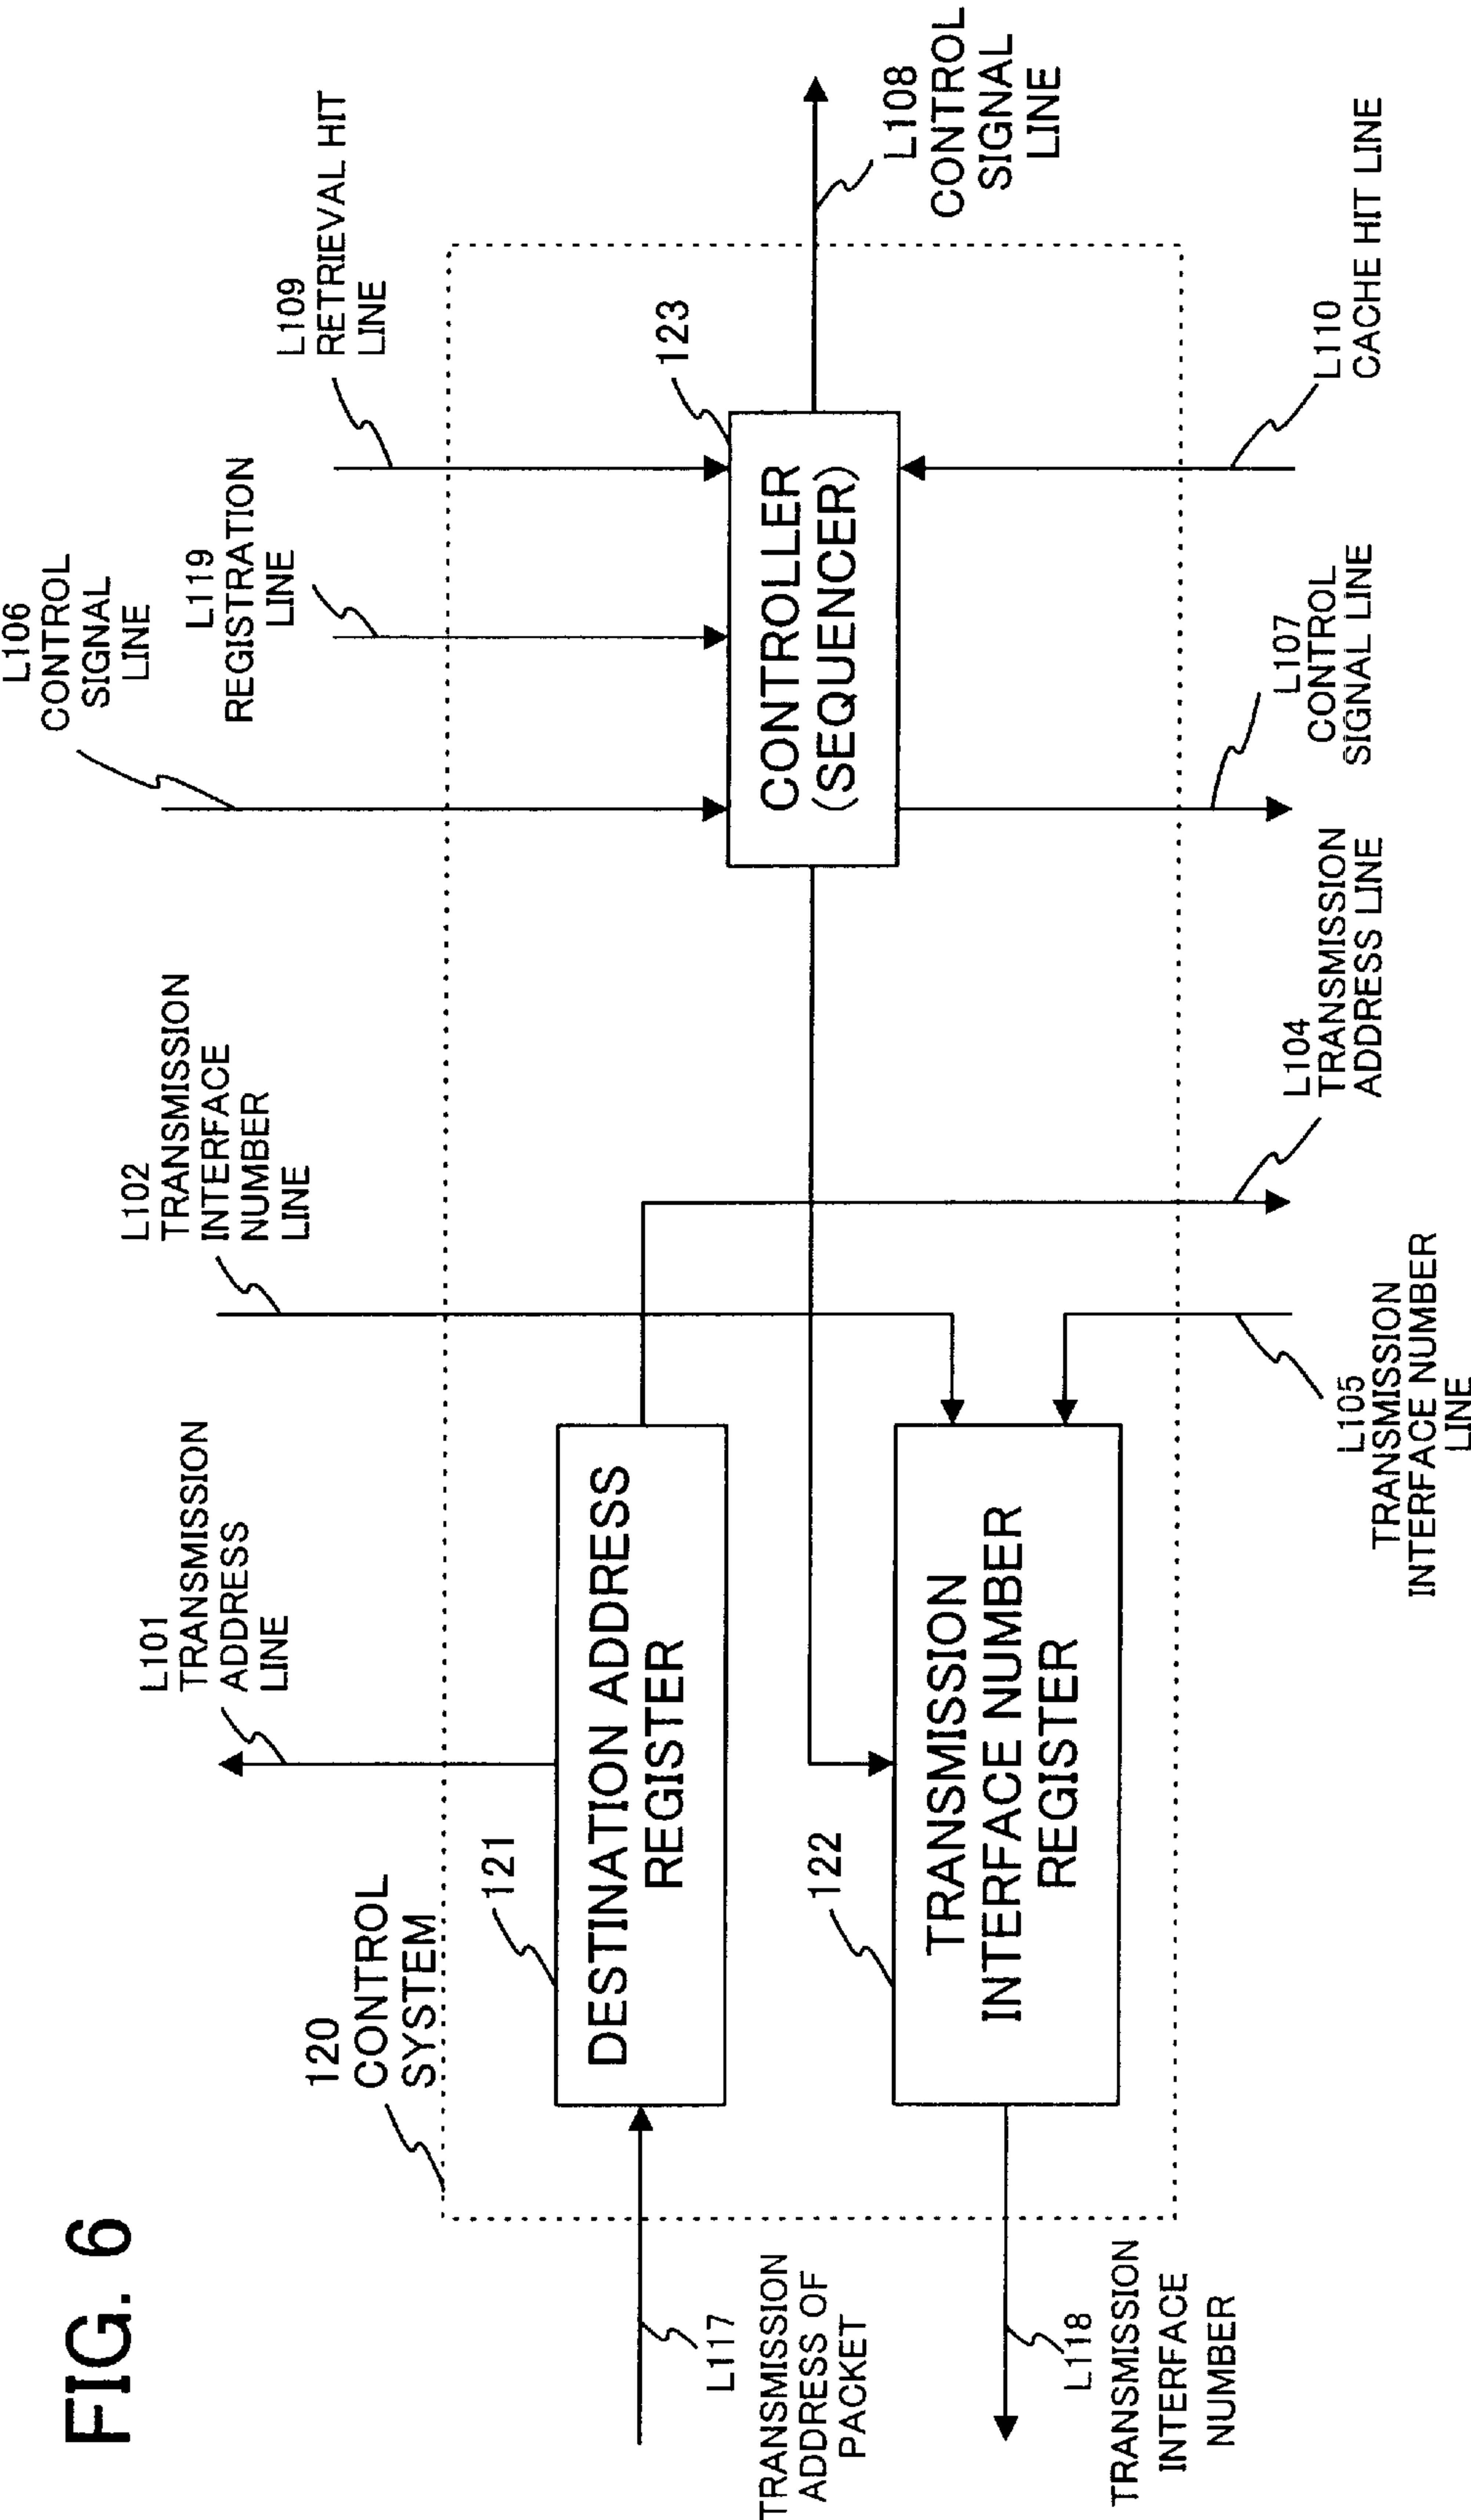 FIG. 6
120
CONTROL
SYSTEM
L101
TRANSMISSION
ADDRESS
LINE
L102
TRANSMISSION
INTERFACE
NUMBER
LINE
L106
CONTROL
SIGNAL
LINE
L119
REGISTRATION
LINE
L109
RETRIEVAL HIT
LINE
121
DESTINATION ADDRESS
REGISTER
123
CONTROLLER
(SEQUENCER)
L108
CONTROL
SIGNAL
LINE
L117
TRANSMISSION
ADDRESS OF
PACKET
122
TRANSMISSION
INTERFACE NUMBER
REGISTER
L118
TRANSMISSION
INTERFACE
NUMBER
L105
TRANSMISSION
INTERFACE NUMBER
LINE
L104
TRANSMISSION
ADDRESS LINE
L107
CONTROL
SIGNAL LINE
L110
CACHE HIT LINE